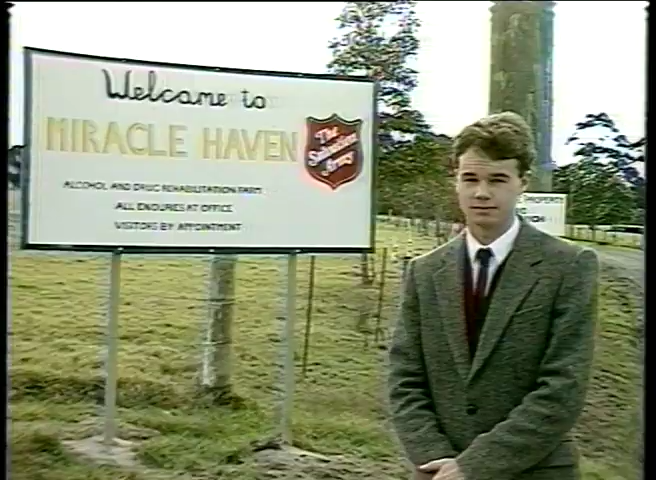 Welcome to
MIRACLE HAVEN
The
Salvation
Army
ALCOHOL AND DRUG REHABILITATION FARM
ALL ENQUIRES AT OFFICE
VISITORS BY APPOINTMENT
PROPERTY